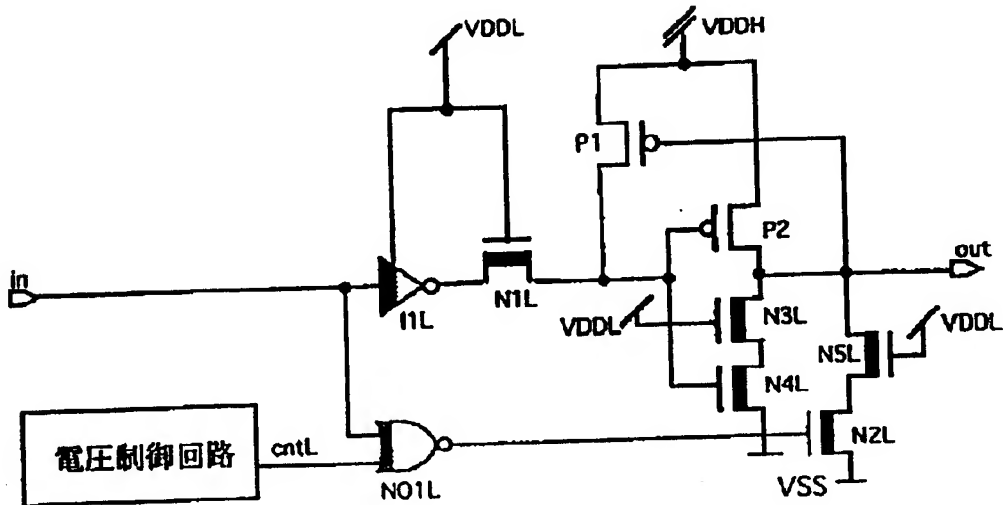 VDDL
VDDH
P1
P2
in
out
I1L
N1L
VDDL
N3L
VDDL
N5L
N4L
電圧制御回路
cntL
NO1L
N2L
VSS